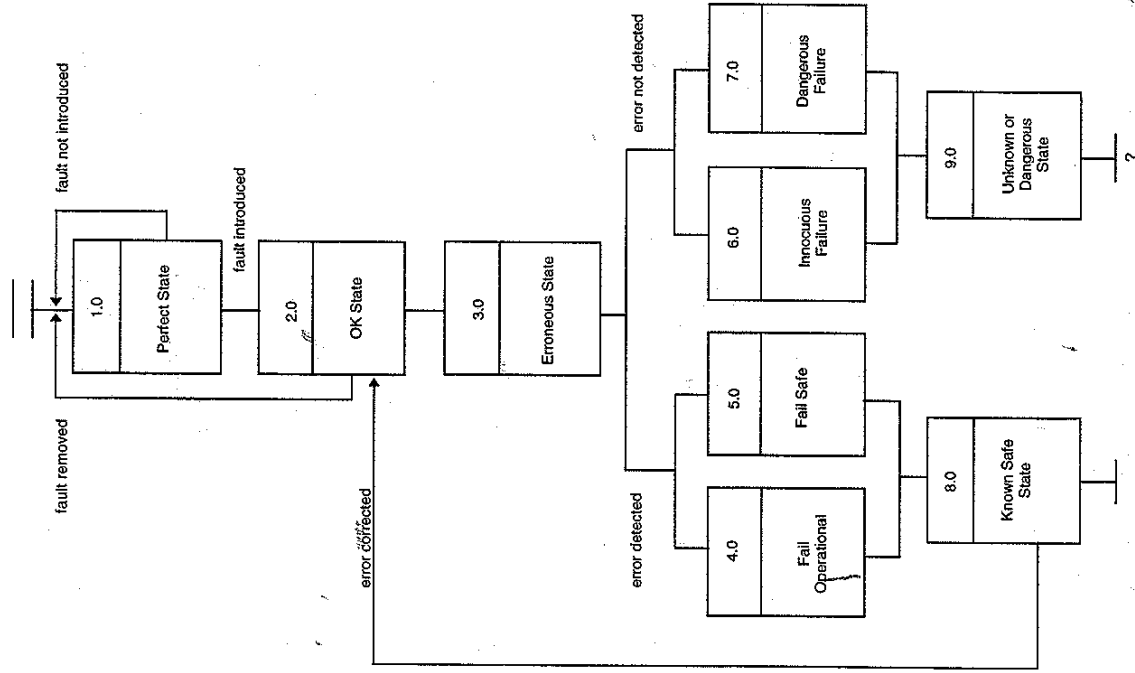 fault removed
fault not introduced
1.0
Perfect State
fault introduced
2.0
OK State
error corrected
3.0
Erroneous State
error detected
error not detected
4.0
Fail
Operational
5.0
Fail Safe
6.0
Innocuous
Failure
7.0
Dangerous
Failure
8.0
Known Safe
State
9.0
Unknown or
Dangerous
State
?